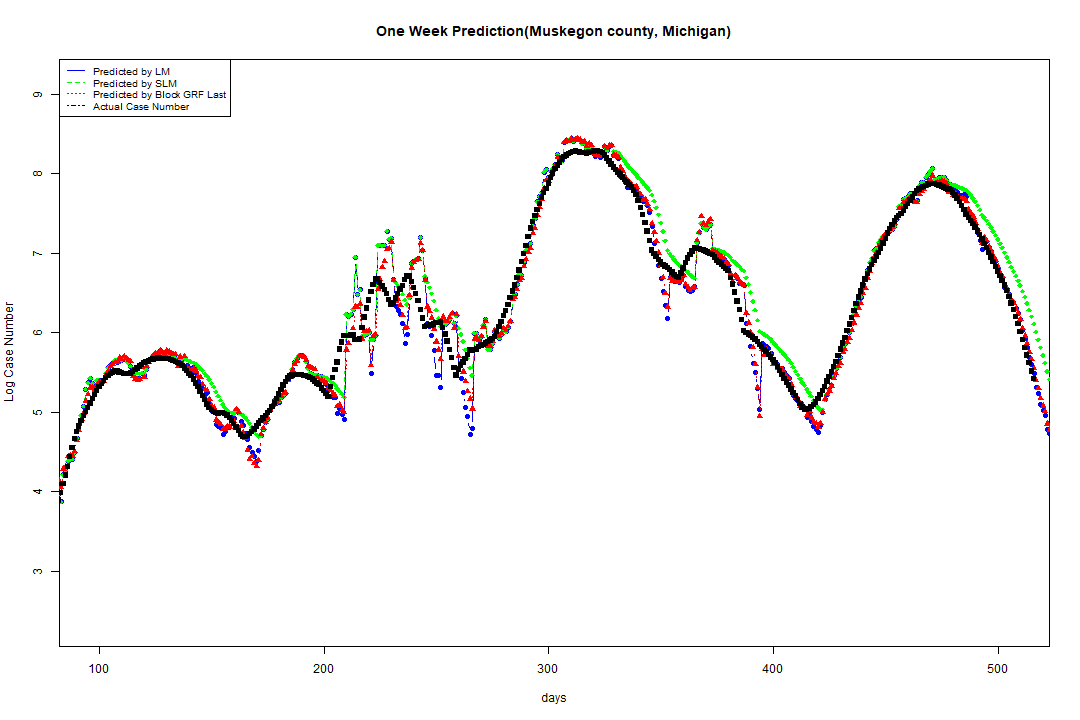 One Week Prediction(Muskegon county, Michigan)
Predicted by LM
Predicted by SLM
Predicted by Block GRF Last
Actual Case Number
9
8
7
6
5
4
3
Log Case Number
100 200 300 400 500
days